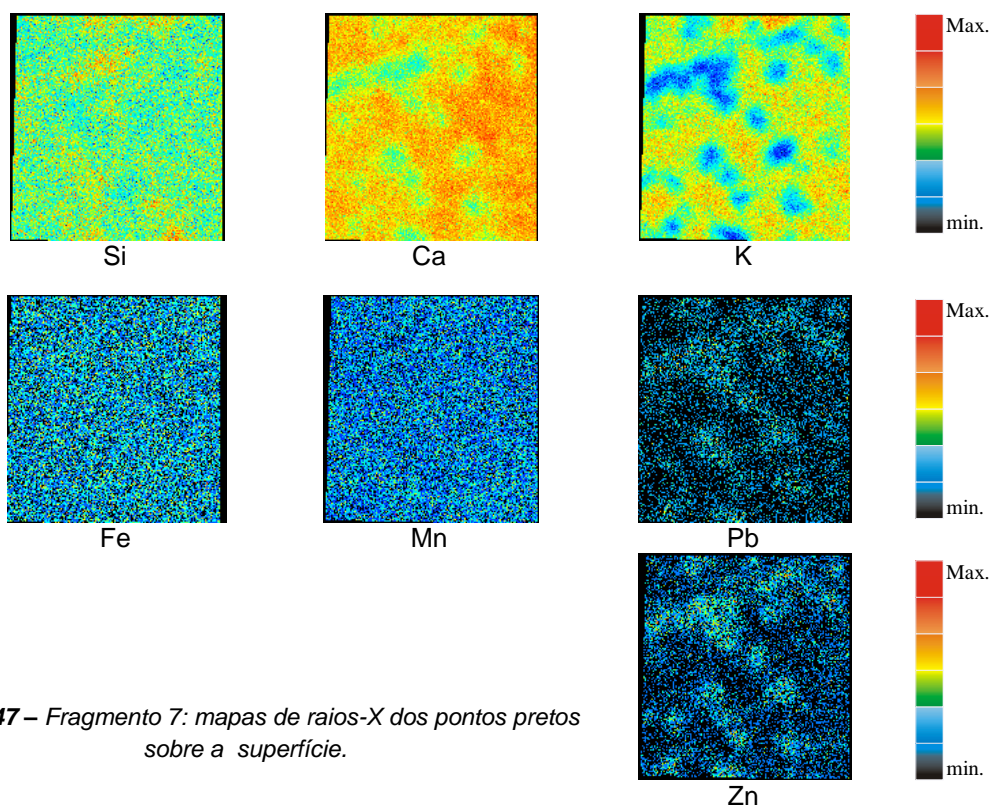 Max.
min.
Si
Ca
K
Max.
min.
Fe
Mn
Pb
Max.
min.
47 – Fragmento 7: mapas de raios-X dos pontos pretos
sobre a superfície.
Zn